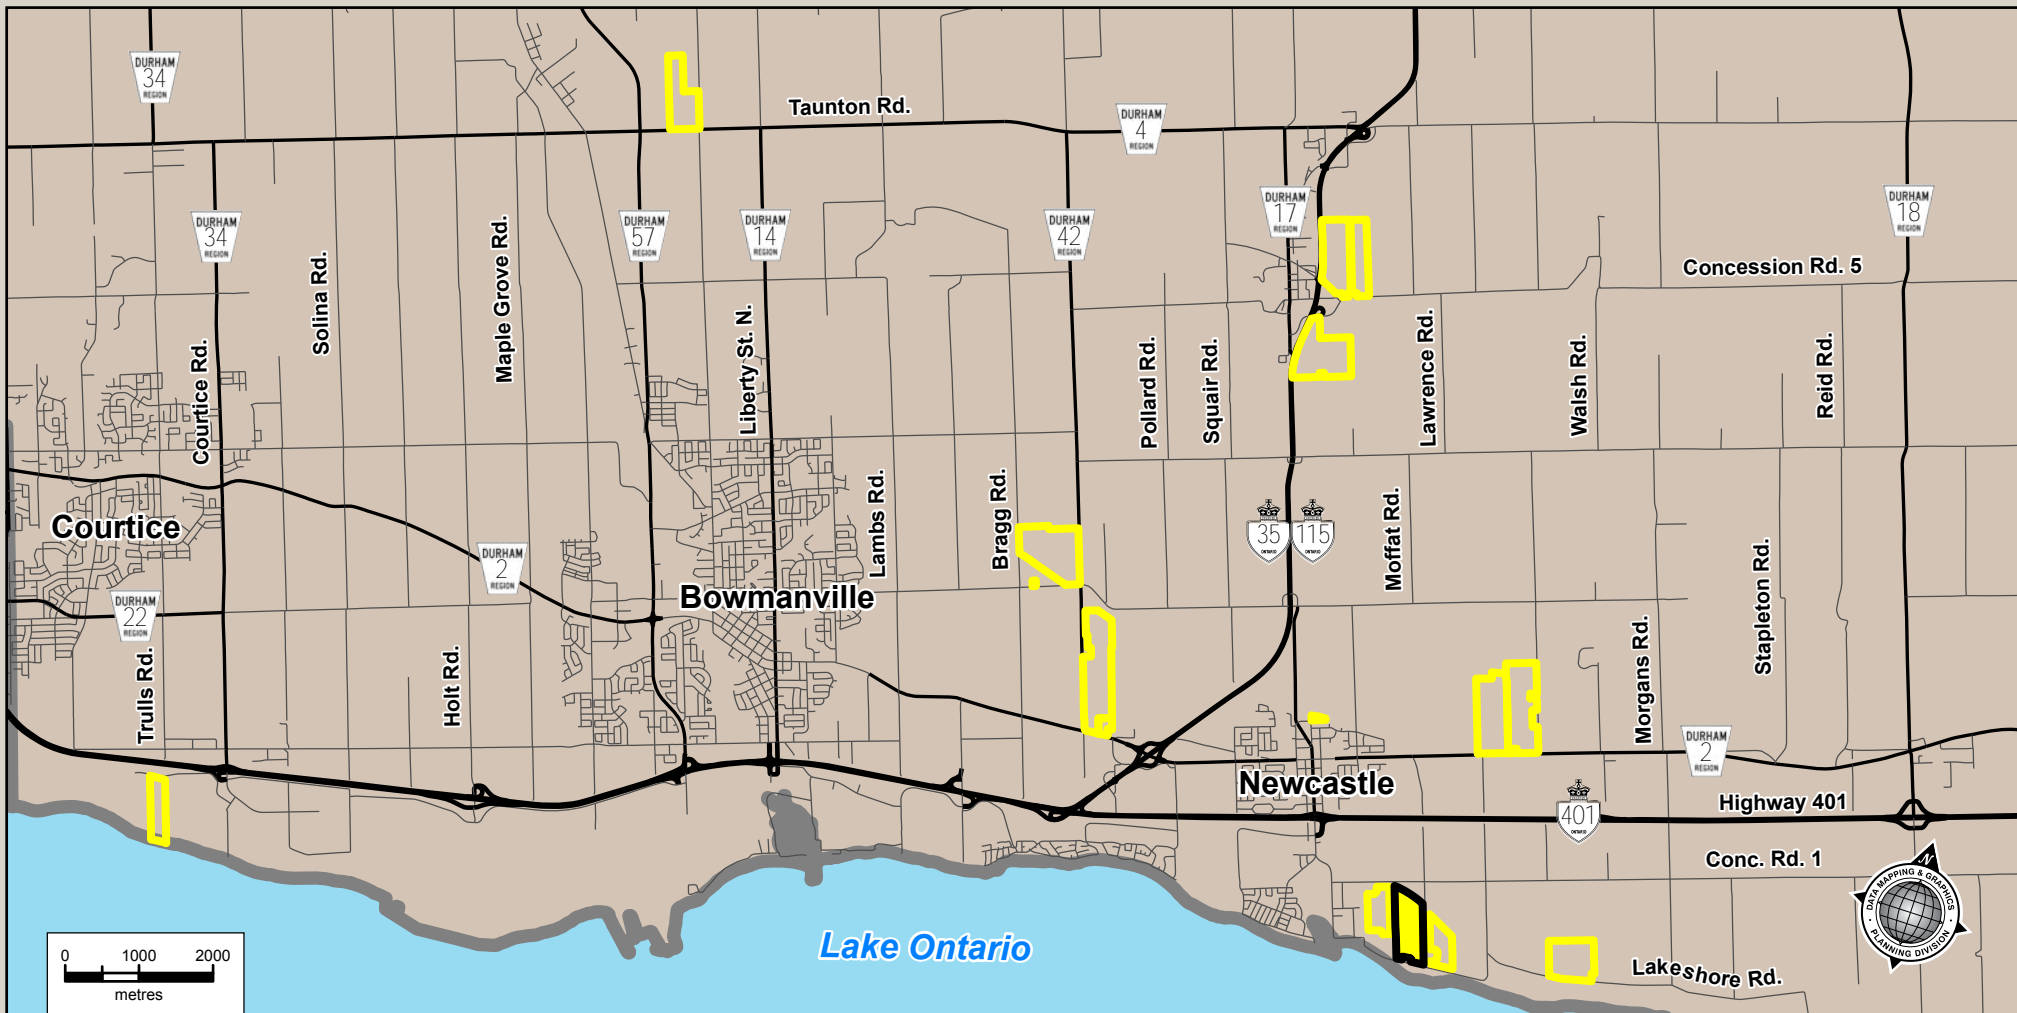 DURHAM
34
REGION
Taunton Rd.
DURHAM
4
REGION
DURHAM
34
REGION
Solina Rd.
Maple Grove Rd.
DURHAM
57
REGION
DURHAM
14
REGION
DURHAM
42
REGION
DURHAM
17
REGION
DURHAM
18
REGION
Concession Rd. 5
Courtice Rd.
Liberty St. N.
Pollard Rd.
Squair Rd.
Lawrence Rd.
Walsh Rd.
Reid Rd.
Courtice
DURHAM
2
REGION
Lambs Rd.
Bragg Rd.
35
ONTARIO
115
ONTARIO
Moffat Rd.
Bowmanville
DURHAM
22
REGION
Stapleton Rd.
Trulls Rd.
Holt Rd.
Morgans Rd.
DURHAM
2
REGION
Newcastle
Highway 401
401
ONTARIO
Conc. Rd. 1
Lake Ontario
Lakeshore Rd.
N
DATA MAPPING & GRAPHICS
PLANNING DIVISION
0 1000 2000
metres